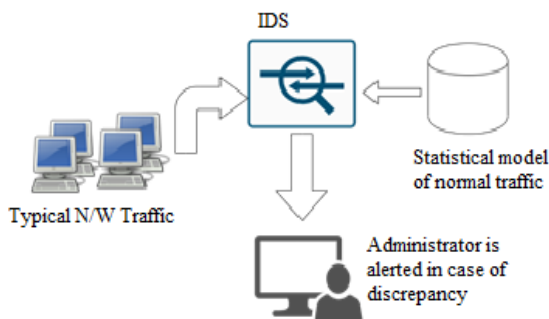 IDS
Typical N/W Traffic
Statistical model
of normal traffic
Administrator is
alerted in case of
discrepancy